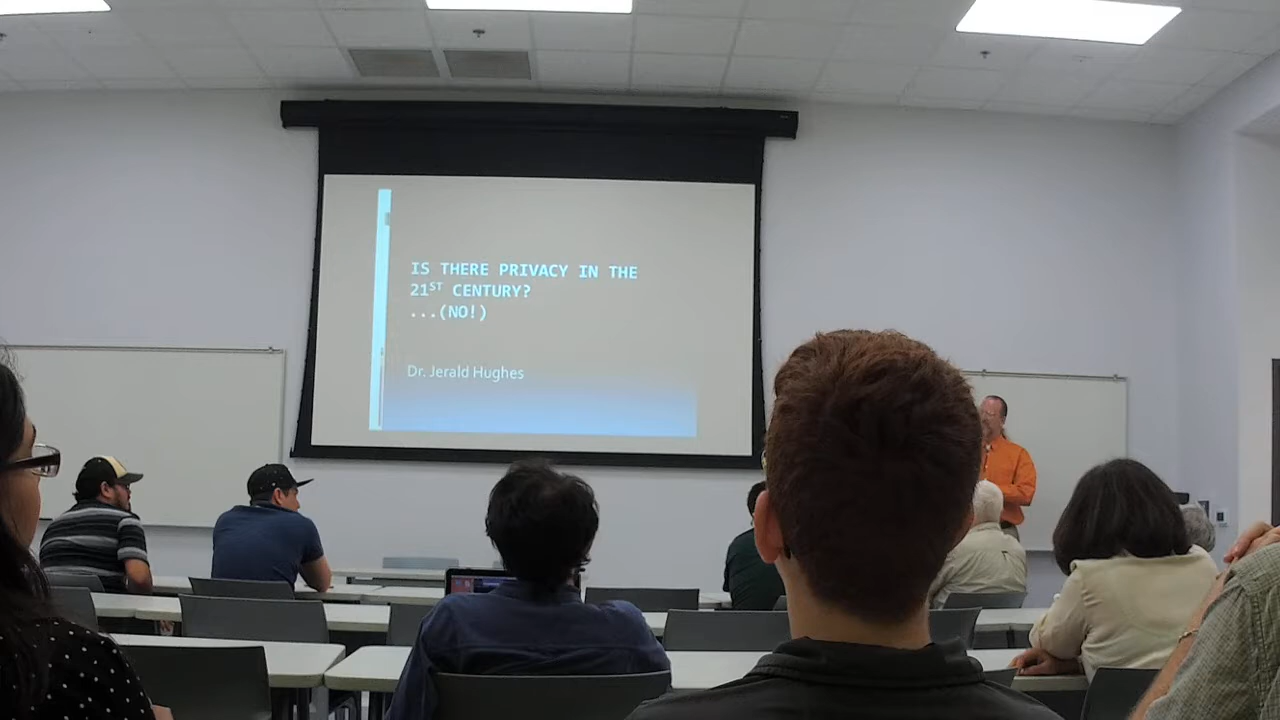 IS THERE PRIVACY IN THE
21ST CENTURY?
...(NO!)
Dr. Jerald Hughes